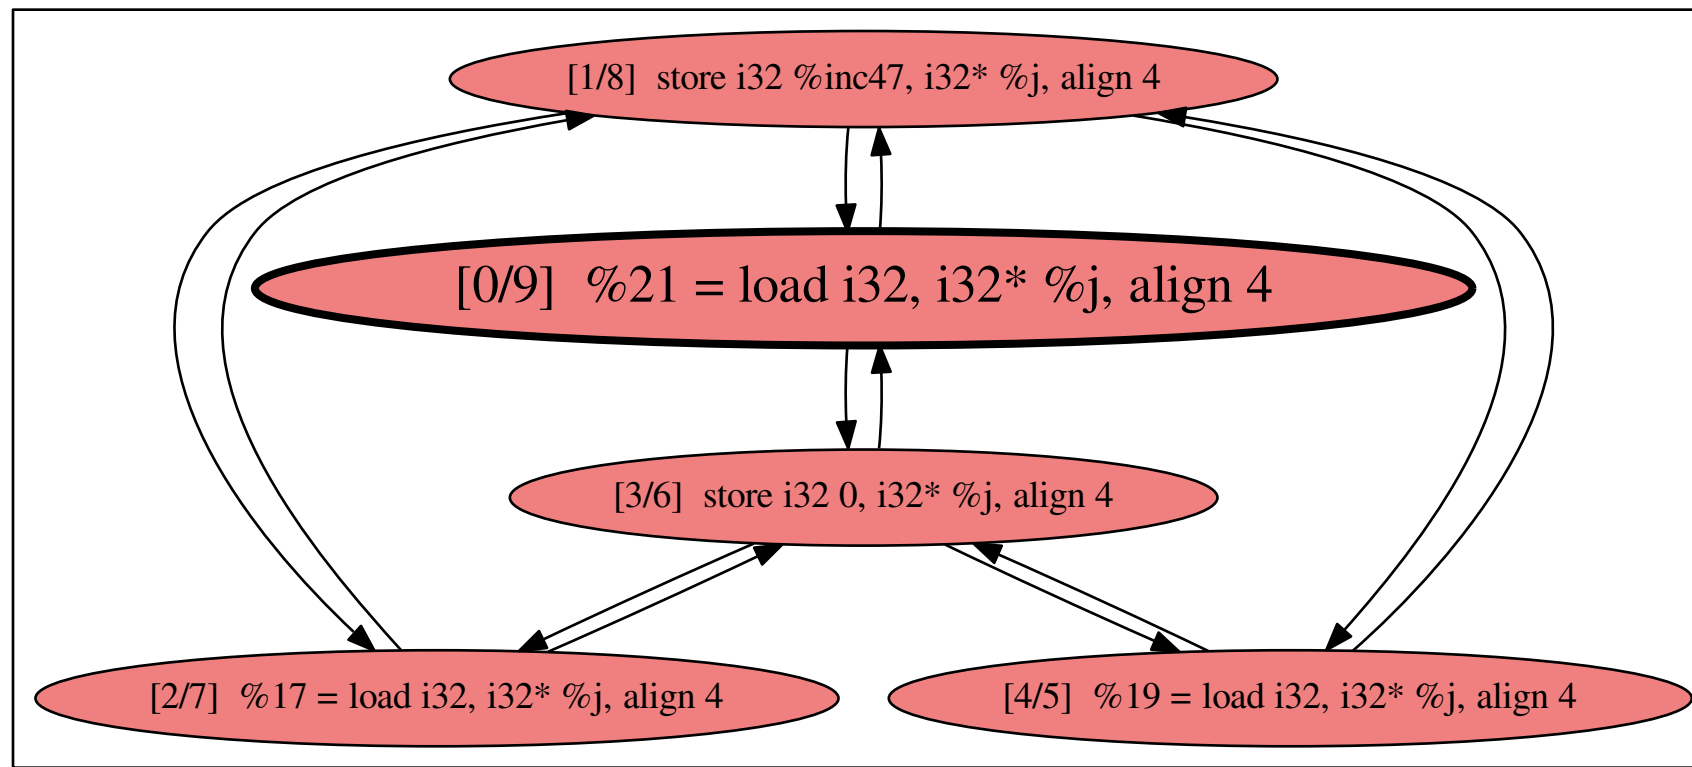 [1/8]  store i32 %inc47, i32* %j, align 4
[0/9]  %21 = load i32, i32* %j, align 4
[3/6]  store i32 0, i32* %j, align 4
[2/7]  %17 = load i32, i32* %j, align 4
[4/5]  %19 = load i32, i32* %j, align 4